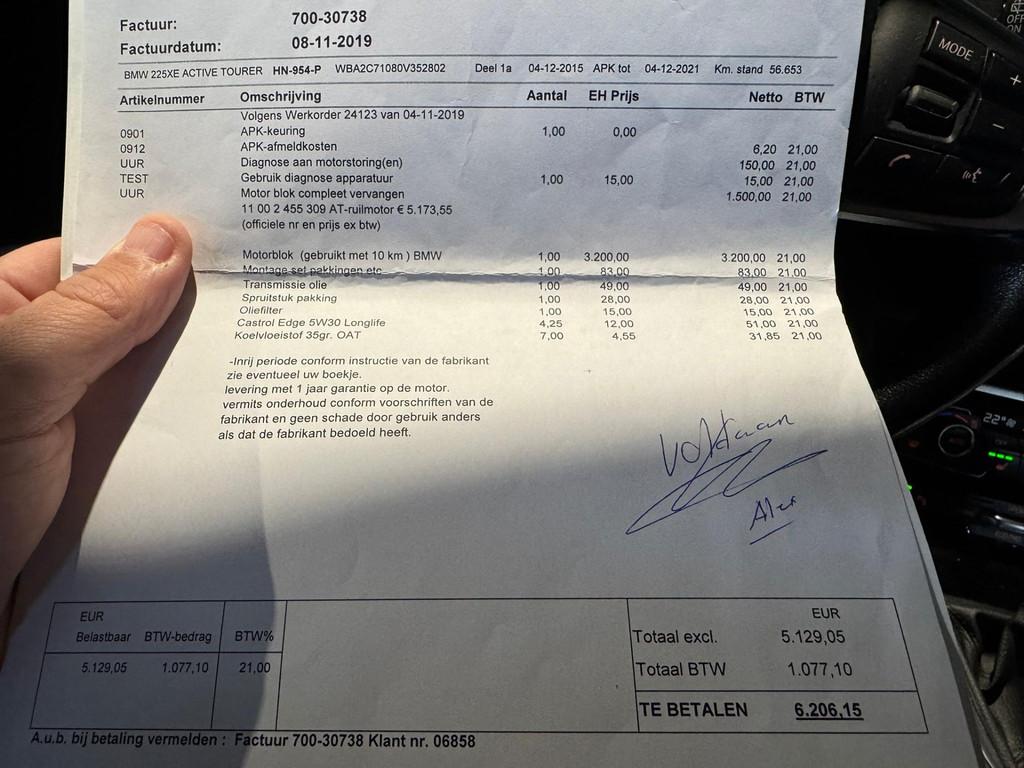 Factuur: 700-30738
Factuurdatum: 08-11-2019
BMW 225XE ACTIVE TOURER HN-954-P WBA2C71080V352802 Deel 1a 04-12-2015 APK tot 04-12-2021 Km. stand 56.653
Artikelnummer Omschrijving Aantal EH Prijs Netto BTW
Volgens Werkorder 24123 van 04-11-2019
0901 APK-keuring 1,00 0,00
0912 APK-afmeldkosten 6,20 21,00
UUR Diagnose aan motorstoring(en) 150,00 21,00
TEST Gebruik diagnose apparatuur 1,00 15,00 15,00 21,00
UUR Motor blok compleet vervangen 1.500,00 21,00
11 00 2 455 309 AT-ruilmotor € 5.173,55
(officiele nr en prijs ex btw)
Motorblok (gebruikt met 10 km ) BMW 1,00 3.200,00 3.200,00 21,00
Montage set pakkingen etc 1,00 83,00 83,00 21,00
Transmissie olie 1,00 49,00 49,00 21,00
Spruitstuk pakking 1,00 28,00 28,00 21,00
Oliefilter 1,00 15,00 15,00 21,00
Castrol Edge 5W30 Longlife 4,25 12,00 51,00 21,00
Koelvloeistof 35gr. OAT 7,00 4,55 31,85 21,00
-Inrij periode conform instructie van de fabrikant
zie eventueel uw boekje.
levering met 1 jaar garantie op de motor.
vermits onderhoud conform voorschriften van de
fabrikant en geen schade door gebruik anders
als dat de fabrikant bedoeld heeft.
Voldaan
Alex
EUR
Belastbaar BTW-bedrag BTW%
5.129,05 1.077,10 21,00
EUR
Totaal excl. 5.129,05
Totaal BTW 1.077,10
TE BETALEN 6.206,15
A.u.b. bij betaling vermelden : Factuur 700-30738 Klant nr. 06858
MODE
+
-
OFF
ON
22°